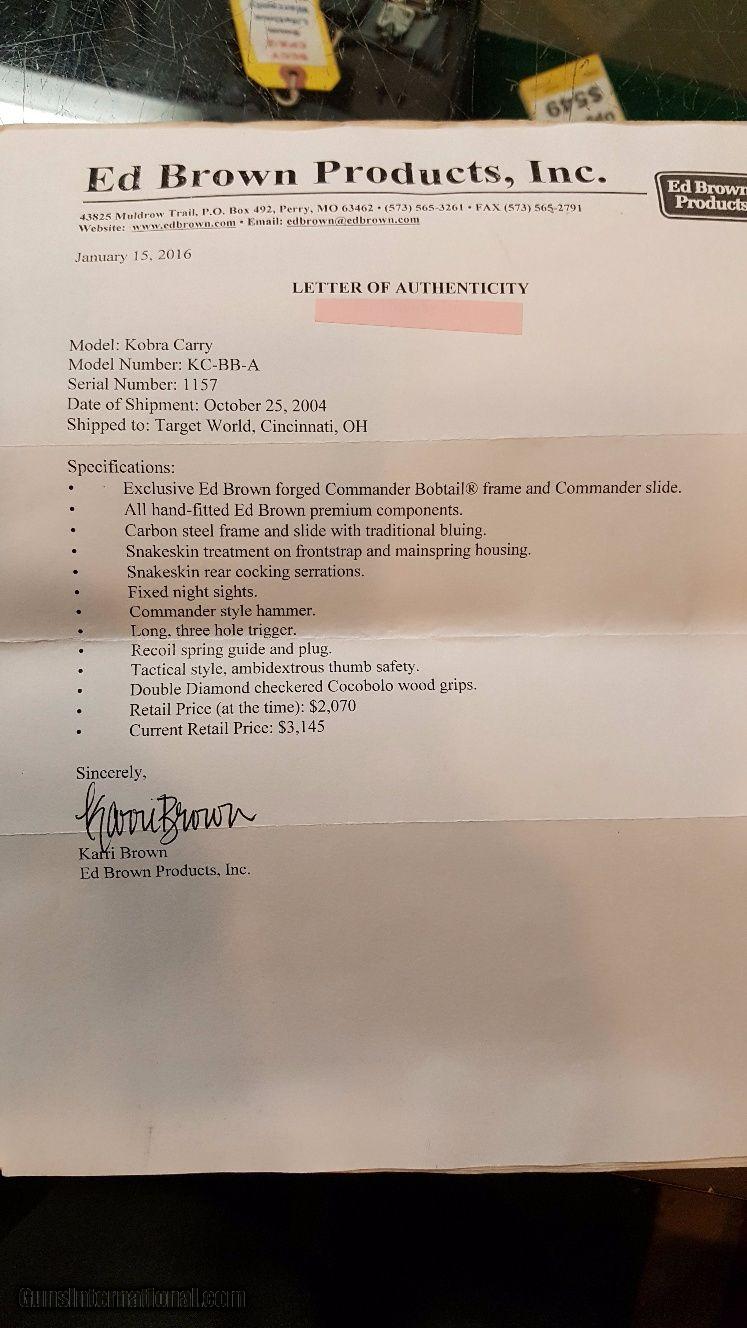 $549
Ed Brown Products, Inc.
Ed Brown
Products
43825 Muldrow Trail, P.O. Box 492, Perry, MO 63462 • (573) 565-3261 • FAX (573) 565-2791
Website: www.edbrown.com • Email: edbrown@edbrown.com
January 15, 2016
LETTER OF AUTHENTICITY
Model: Kobra Carry
Model Number: KC-BB-A
Serial Number: 1157
Date of Shipment: October 25, 2004
Shipped to: Target World, Cincinnati, OH
Specifications:
• Exclusive Ed Brown forged Commander Bobtail® frame and Commander slide.
• All hand-fitted Ed Brown premium components.
• Carbon steel frame and slide with traditional bluing.
• Snakeskin treatment on frontstrap and mainspring housing.
• Snakeskin rear cocking serrations.
• Fixed night sights.
• Commander style hammer.
• Long, three hole trigger.
• Recoil spring guide and plug.
• Tactical style, ambidextrous thumb safety.
• Double Diamond checkered Cocobolo wood grips.
• Retail Price (at the time): $2,070
• Current Retail Price: $3,145
Sincerely,
Karri Brown
Karri Brown
Ed Brown Products, Inc.
GunsInternational.com